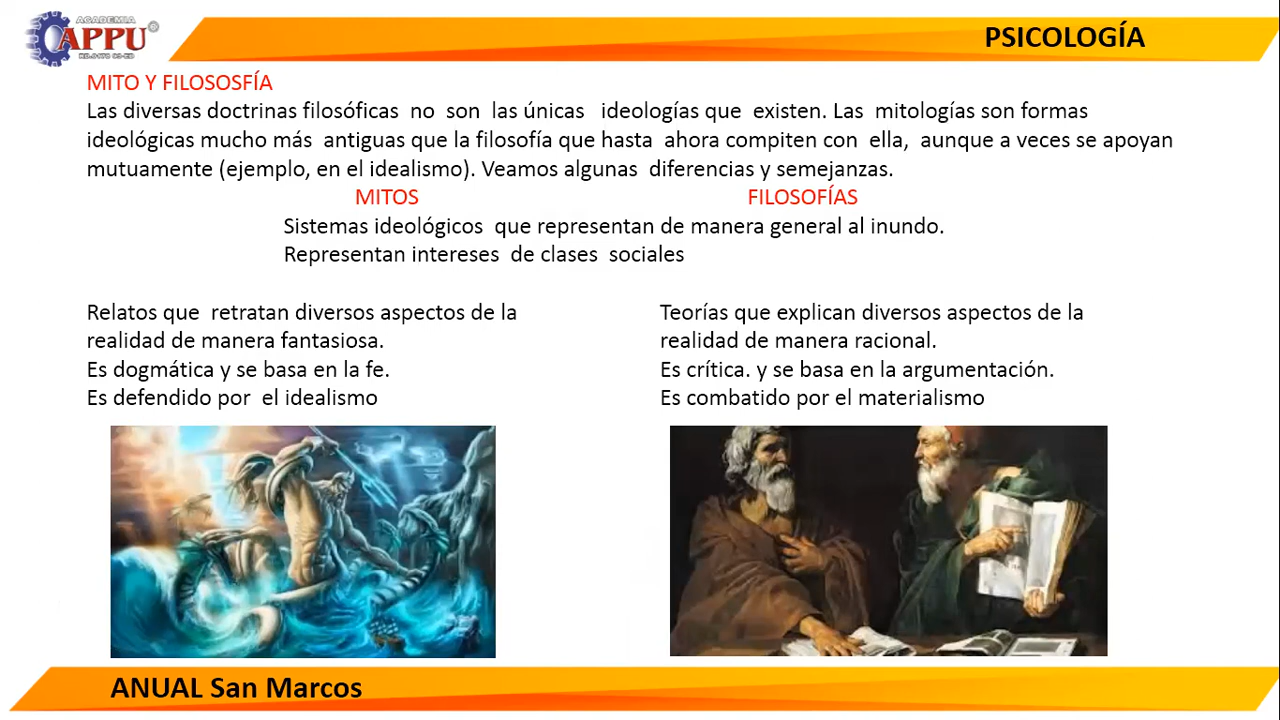 ACADEMIA
APPU
PSICOLOGÍA
MITO Y FILOSOSFÍA
Las diversas doctrinas filosóficas no son las únicas ideologías que existen. Las mitologías son formas
ideológicas mucho más antiguas que la filosofía que hasta ahora compiten con ella, aunque a veces se apoyan
mutuamente (ejemplo, en el idealismo). Veamos algunas diferencias y semejanzas.
MITOS FILOSOFÍAS
Sistemas ideológicos que representan de manera general al inundo.
Representan intereses de clases sociales
Relatos que retratan diversos aspectos de la
realidad de manera fantasiosa.
Es dogmática y se basa en la fe.
Es defendido por el idealismo
Teorías que explican diversos aspectos de la
realidad de manera racional.
Es crítica. y se basa en la argumentación.
Es combatido por el materialismo
ANUAL San Marcos